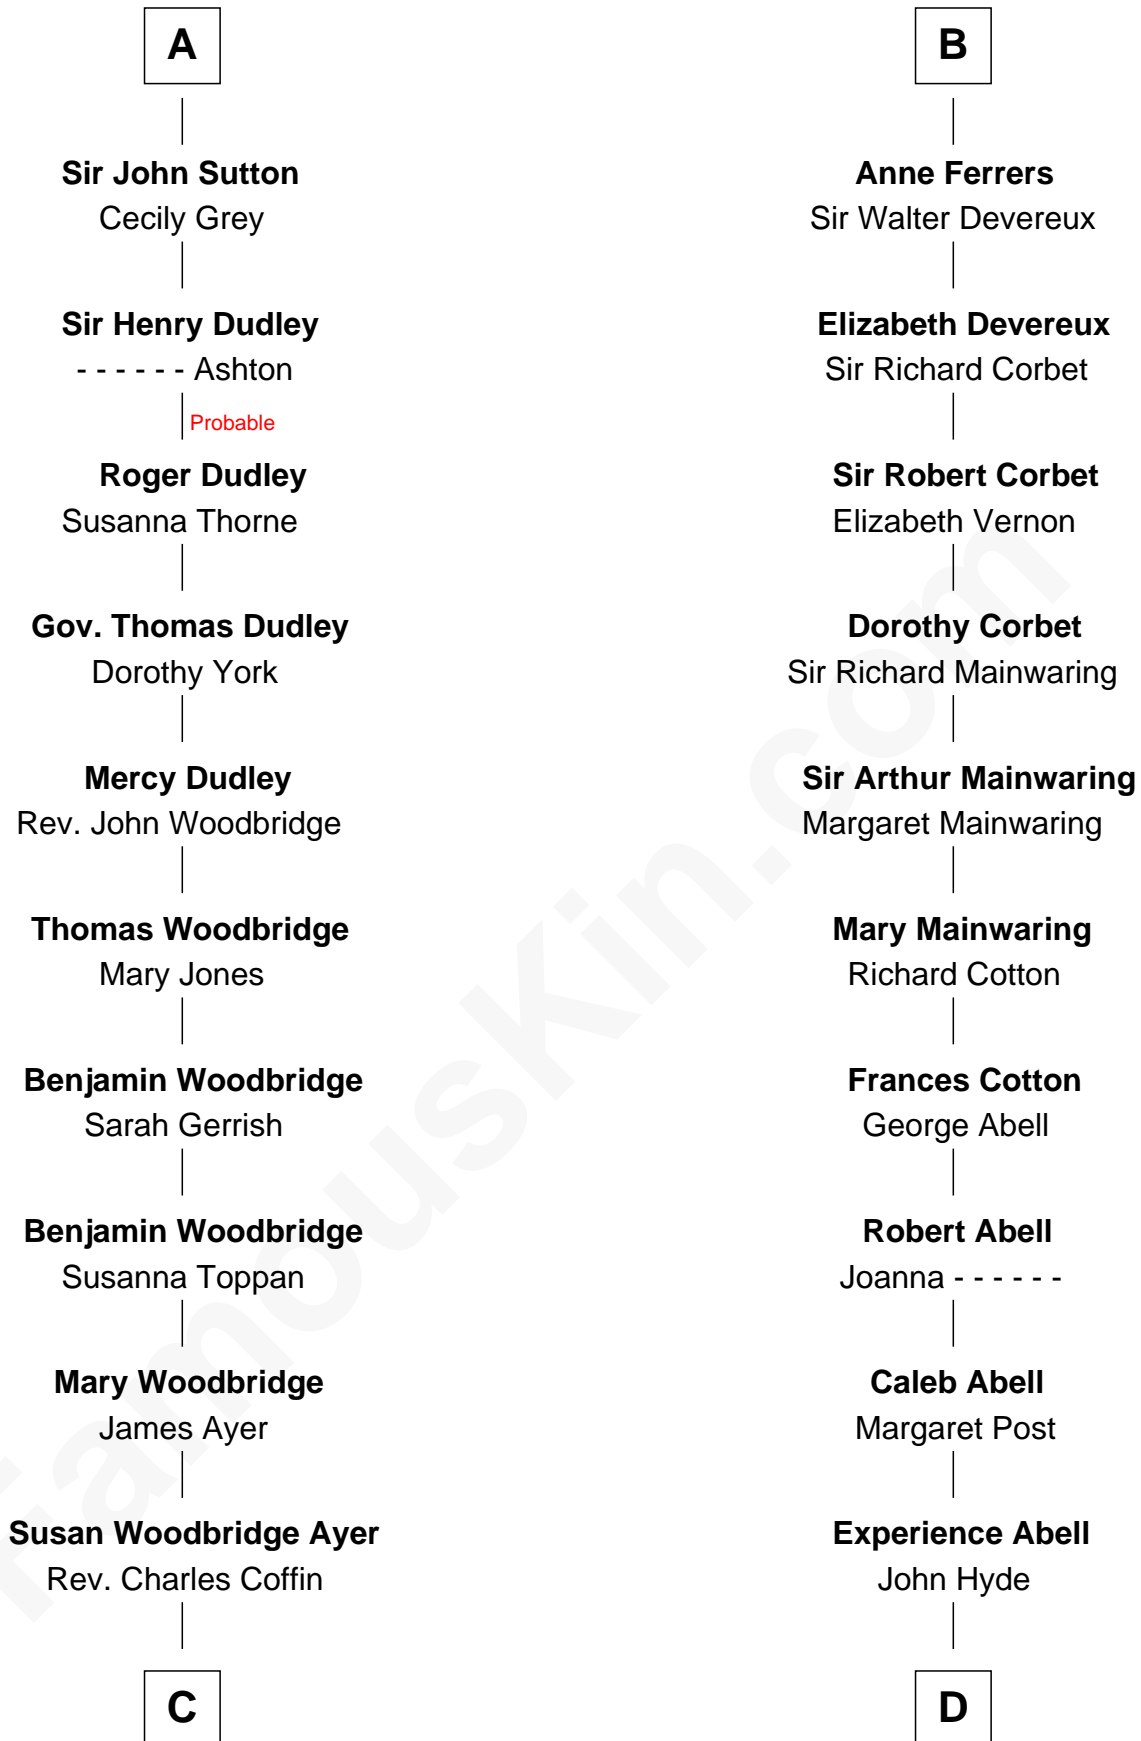 A
Sir John Sutton
Cecily Grey
Sir Henry Dudley
- - - - - - Ashton
Probable
Roger Dudley
Susanna Thorne
Gov. Thomas Dudley
Dorothy York
Mercy Dudley
Rev. John Woodbridge
Thomas Woodbridge
Mary Jones
Benjamin Woodbridge
Sarah Gerrish
Benjamin Woodbridge
Susanna Toppan
Mary Woodbridge
James Ayer
Susan Woodbridge Ayer
Rev. Charles Coffin
C
B
Anne Ferrers
Sir Walter Devereux
Elizabeth Devereux
Sir Richard Corbet
Sir Robert Corbet
Elizabeth Vernon
Dorothy Corbet
Sir Richard Mainwaring
Sir Arthur Mainwaring
Margaret Mainwaring
Mary Mainwaring
Richard Cotton
Frances Cotton
George Abell
Robert Abell
Joanna - - - - - -
Caleb Abell
Margaret Post
Experience Abell
John Hyde
D
FamousKin.com